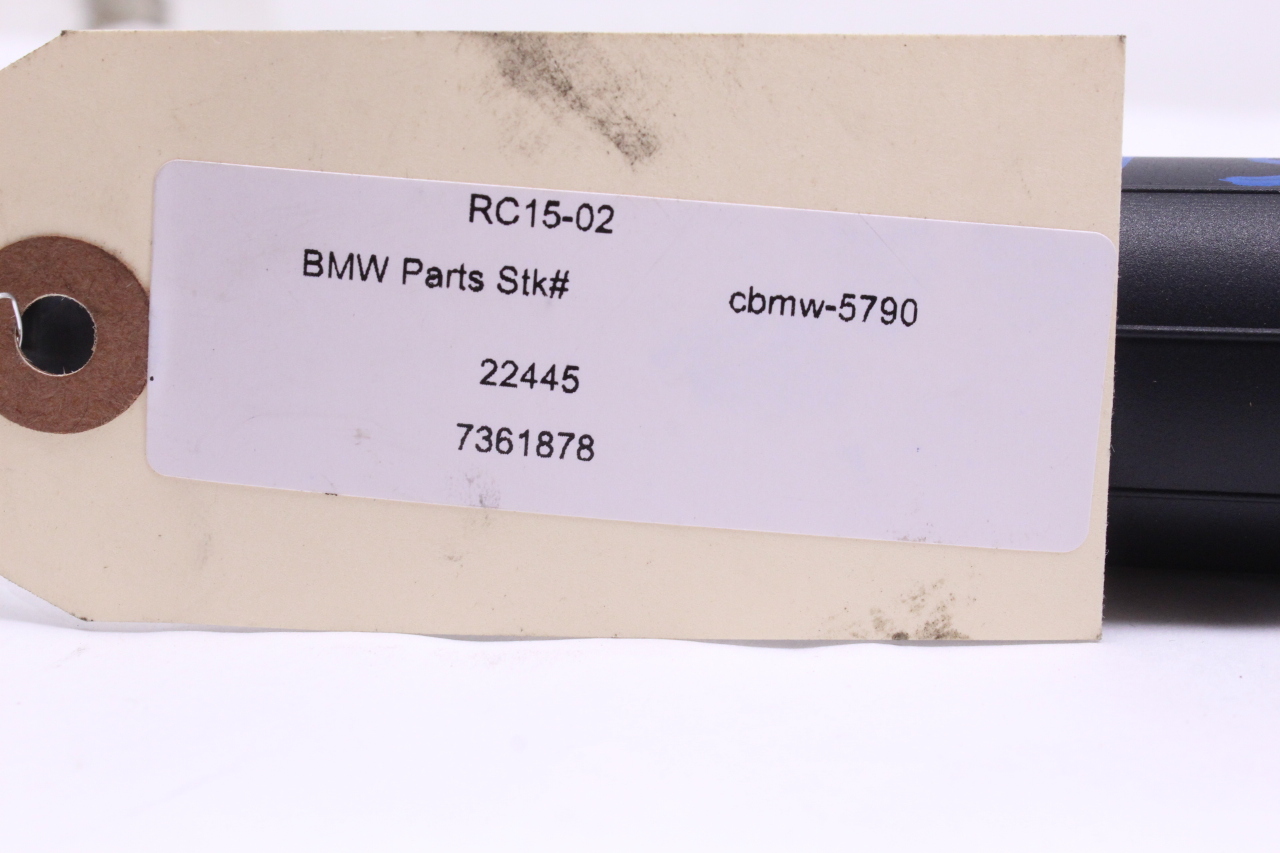 RC15-02
BMW Parts Stk# cbmw-5790
22445
7361878